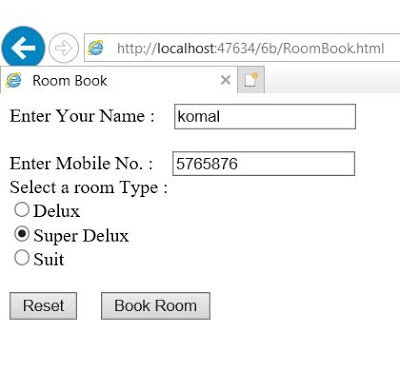 http://localhost:47634/6b/RoomBook.html
Room Book
Enter Your Name : komal
Enter Mobile No. : 5765876
Select a room Type :
Delux
Super Delux
Suit
Reset Book Room